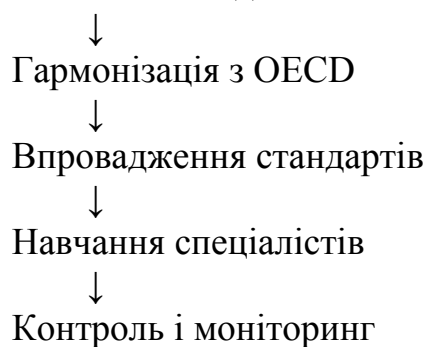 ↓
Гармонізація з OECD
↓
Впровадження стандартів
↓
Навчання спеціалістів
↓
Контроль і моніторинг